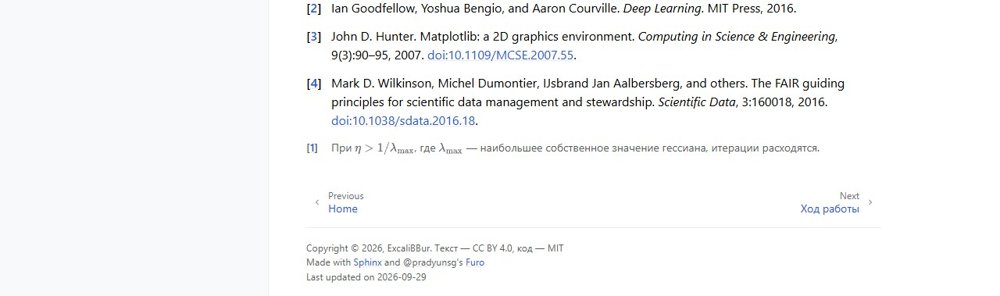 [2] Ian Goodfellow, Yoshua Bengio, and Aaron Courville. Deep Learning. MIT Press, 2016.
[3] John D. Hunter. Matplotlib: a 2D graphics environment. Computing in Science & Engineering,
9(3):90–95, 2007. doi:10.1109/MCSE.2007.55.
[4] Mark D. Wilkinson, Michel Dumontier, IJsbrand Jan Aalbersberg, and others. The FAIR guiding
principles for scientific data management and stewardship. Scientific Data, 3:160018, 2016.
doi:10.1038/sdata.2016.18.
[1] При η > 1/λmax, где λmax — наибольшее собственное значение гессиана, итерации расходятся.
Previous
Home
Next
Ход работы
Copyright © 2026, ExcaliBBur. Текст — CC BY 4.0, код — MIT
Made with Sphinx and @pradyunsg's Furo
Last updated on 2026-09-29